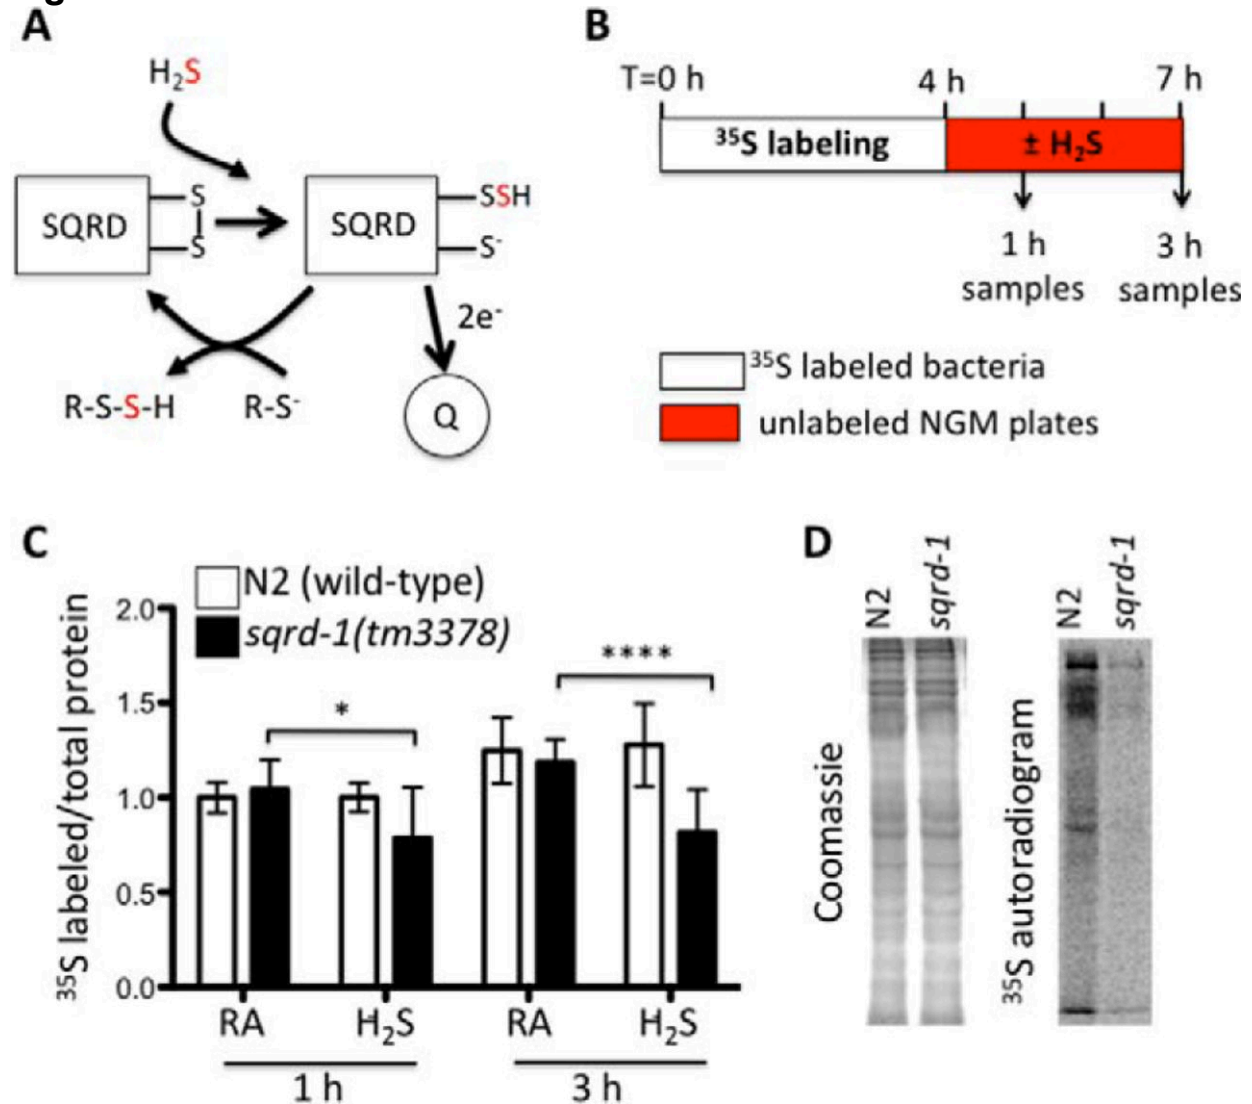 A
H₂S
SQRD
S
S
SQRD
SSH
S⁻
2e⁻
R-S-S-H
R-S⁻
Q
B
T=0 h
4 h
7 h
³⁵S labeling
± H₂S
1 h
samples
3 h
samples
³⁵S labeled bacteria
unlabeled NGM plates
C
N2 (wild-type)
sqrd-1(tm3378)
³⁵S labeled/total protein
2.0
1.5
1.0
0.5
0.0
*
****
RA
H₂S
RA
H₂S
1 h
3 h
D
N2
sqrd-1
N2
sqrd-1
Coomassie
³⁵S autoradiogram